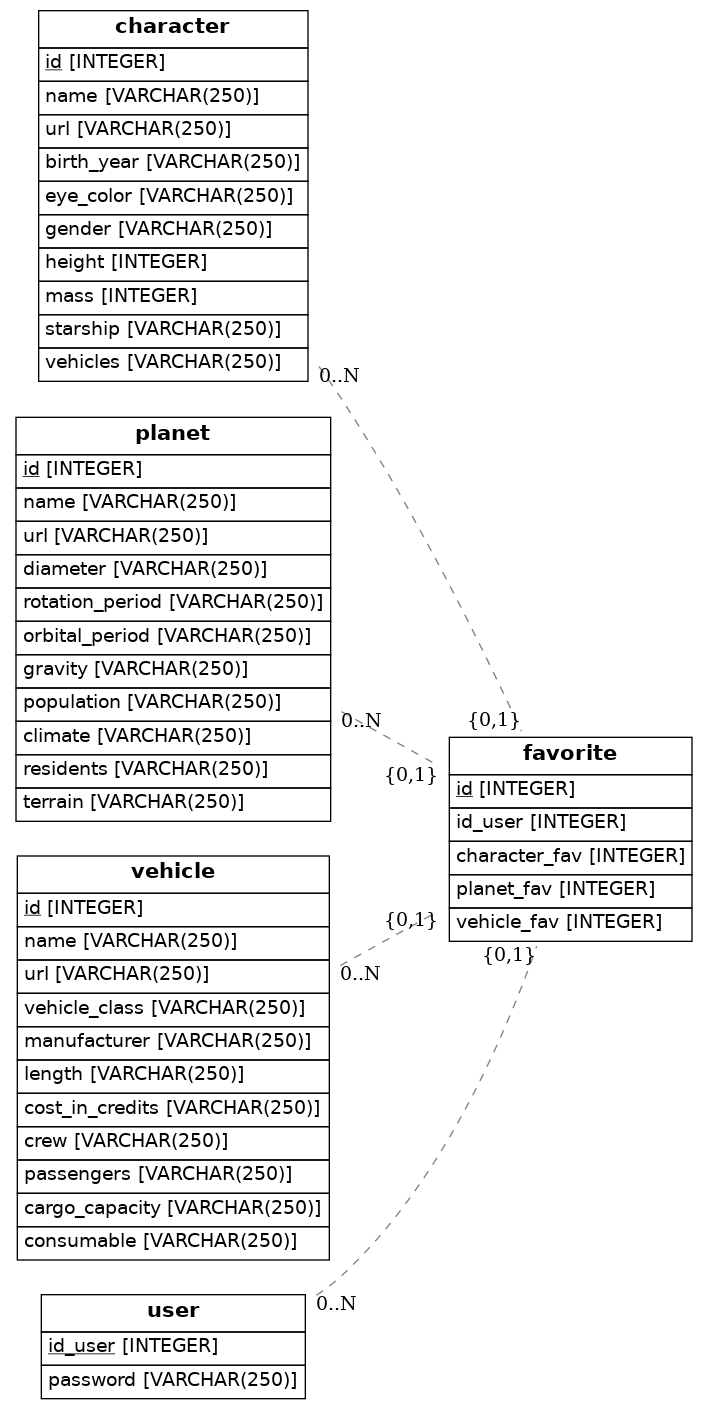 character
id [INTEGER]
name [VARCHAR(250)]
url [VARCHAR(250)]
birth_year [VARCHAR(250)]
eye_color [VARCHAR(250)]
gender [VARCHAR(250)]
height [INTEGER]
mass [INTEGER]
starship [VARCHAR(250)]
vehicles [VARCHAR(250)]
0..N
planet
id [INTEGER]
name [VARCHAR(250)]
url [VARCHAR(250)]
diameter [VARCHAR(250)]
rotation_period [VARCHAR(250)]
orbital_period [VARCHAR(250)]
gravity [VARCHAR(250)]
population [VARCHAR(250)]
climate [VARCHAR(250)]
residents [VARCHAR(250)]
terrain [VARCHAR(250)]
0..N
{0,1}
{0,1}
favorite
id [INTEGER]
id_user [INTEGER]
character_fav [INTEGER]
planet_fav [INTEGER]
vehicle_fav [INTEGER]
{0,1}
{0,1}
vehicle
id [INTEGER]
name [VARCHAR(250)]
url [VARCHAR(250)]
vehicle_class [VARCHAR(250)]
manufacturer [VARCHAR(250)]
length [VARCHAR(250)]
cost_in_credits [VARCHAR(250)]
crew [VARCHAR(250)]
passengers [VARCHAR(250)]
cargo_capacity [VARCHAR(250)]
consumable [VARCHAR(250)]
0..N
user
id_user [INTEGER]
password [VARCHAR(250)]
0..N